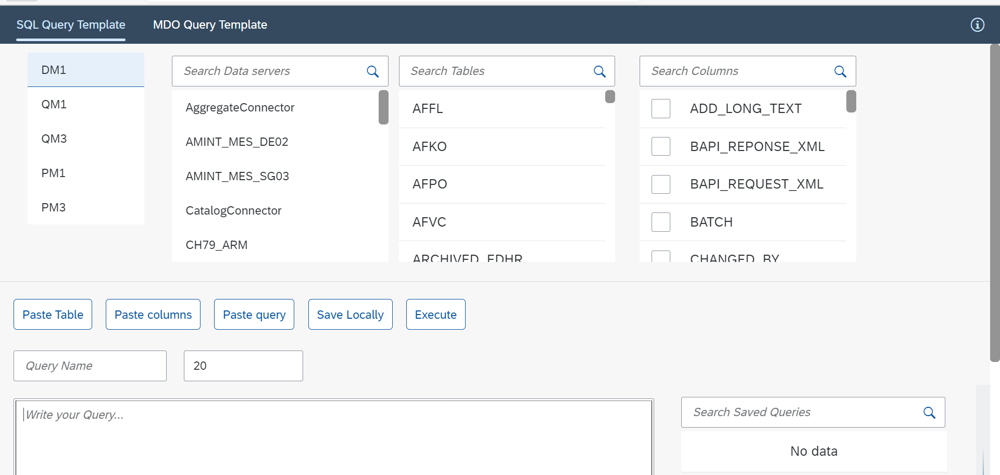 SQL Query Template
MDO Query Template
DM1
QM1
QM3
PM1
PM3
Search Data servers
AggregateConnector
AMINT_MES_DE02
AMINT_MES_SG03
CatalogConnector
CH79_ARM
Search Tables
AFFL
AFKO
AFPO
AFVC
ARCHIVED_EDHR
Search Columns
ADD_LONG_TEXT
BAPI_REPONSE_XML
BAPI_REQUEST_XML
BATCH
CHANGED_BY
Paste Table
Paste columns
Paste query
Save Locally
Execute
Query Name
20
Write your Query...
Search Saved Queries
No data